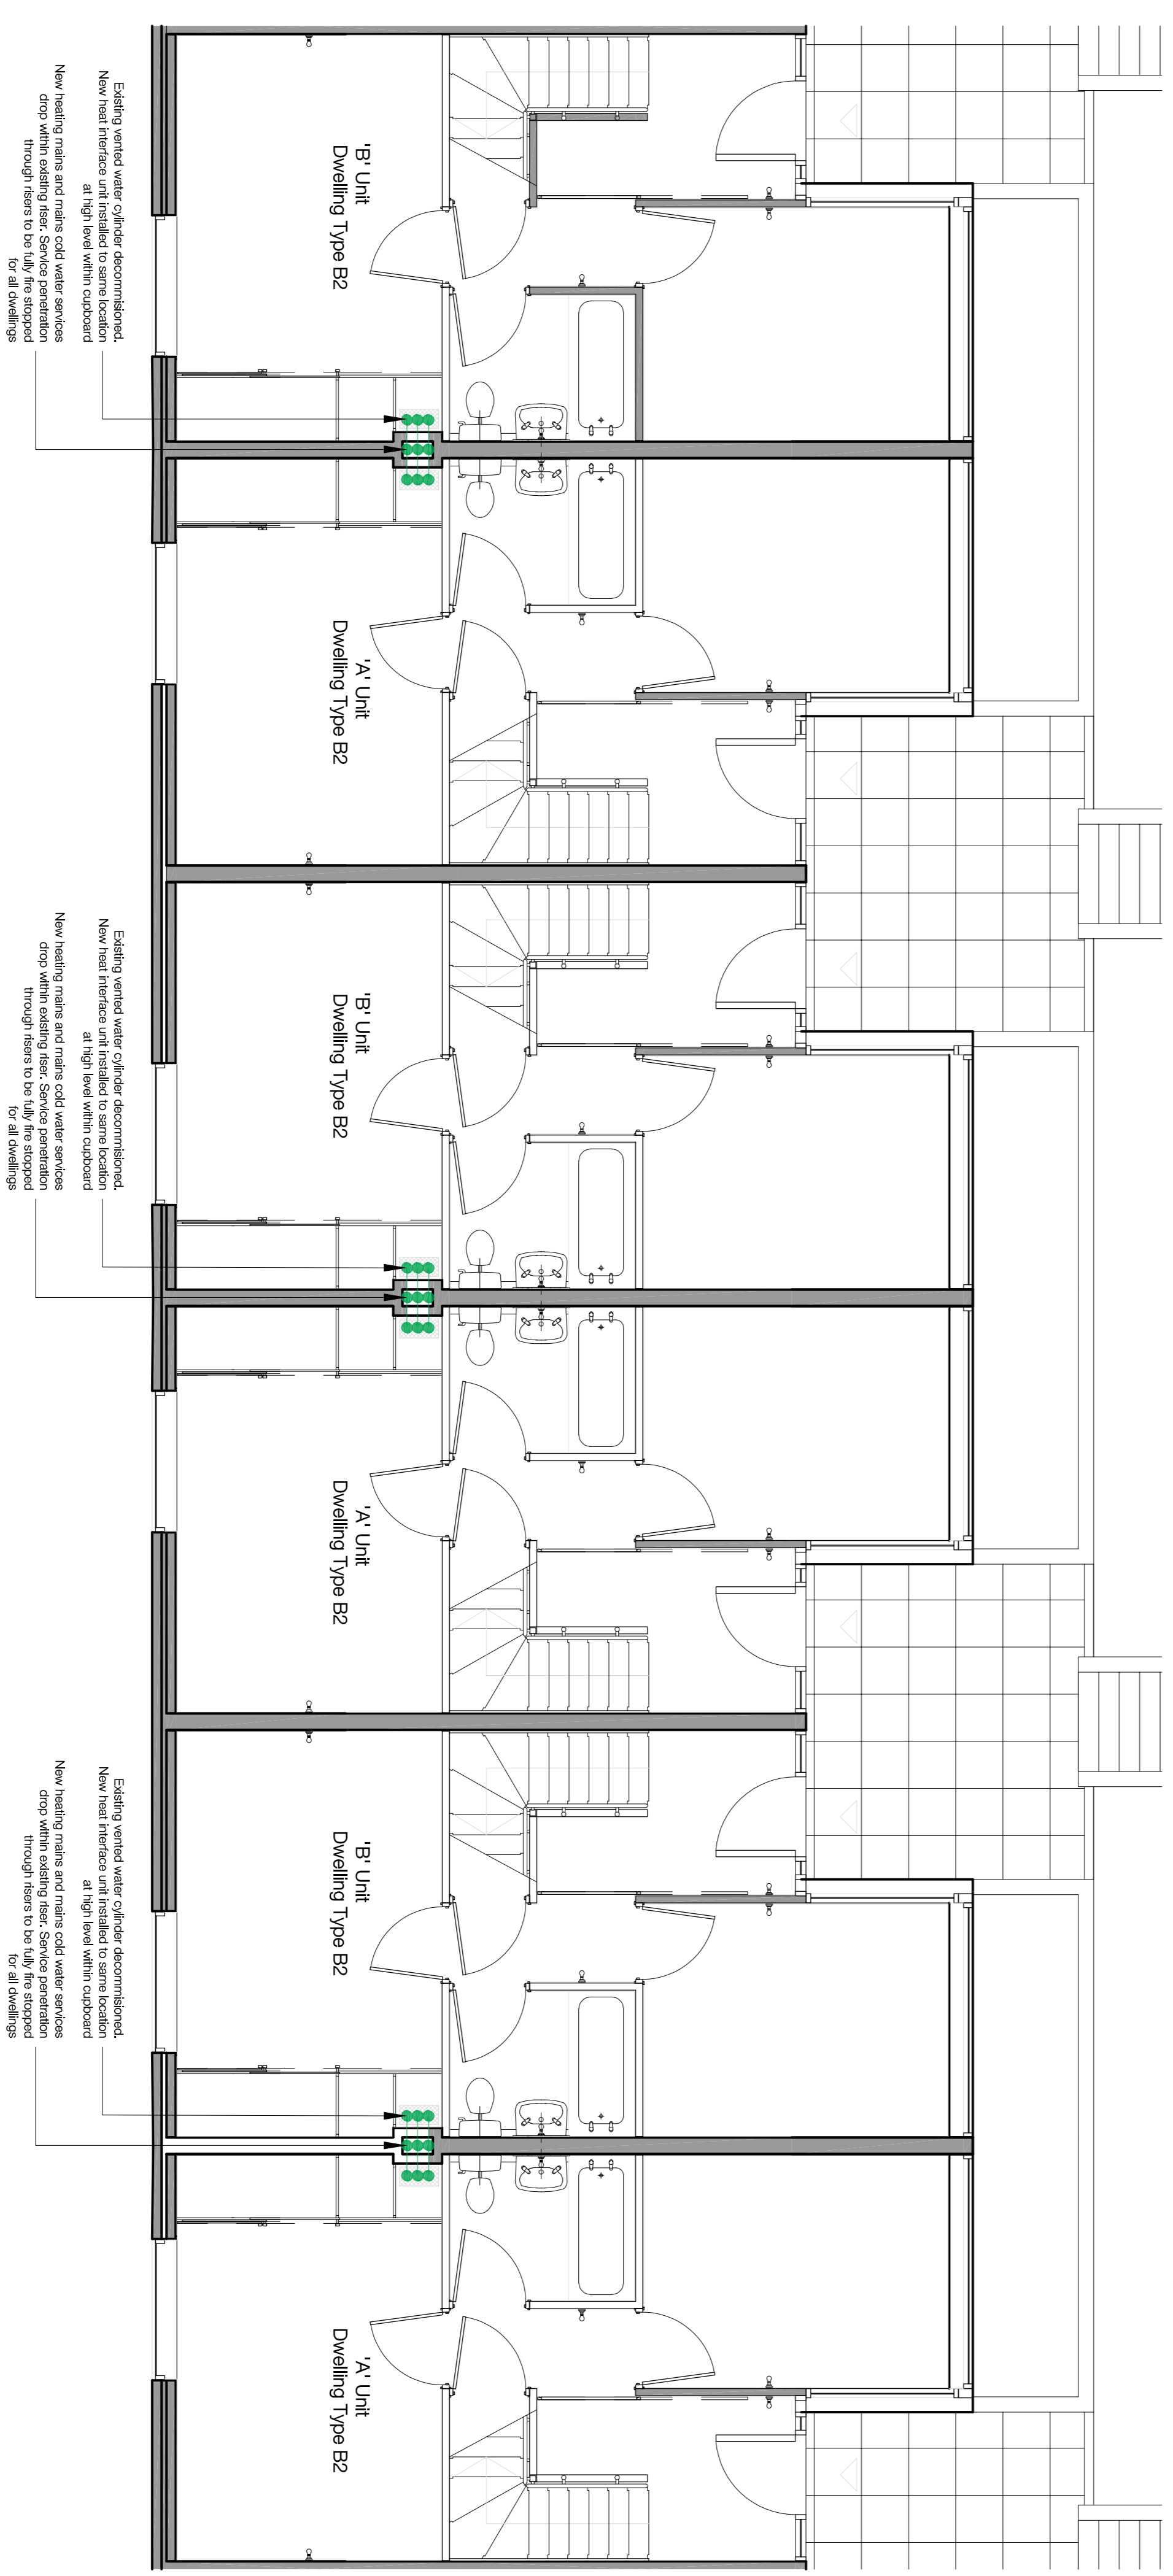 'B' Unit
Dwelling Type B2
Existing vented water cylinder decommisioned.
New heat interface unit installed to same location
at high level within cupboard
New heating mains and mains cold water services
drop within existing riser. Service penetration
through risers to be fully fire stopped
for all dwellings
'A' Unit
Dwelling Type B2
'B' Unit
Dwelling Type B2
Existing vented water cylinder decommisioned.
New heat interface unit installed to same location
at high level within cupboard
New heating mains and mains cold water services
drop within existing riser. Service penetration
through risers to be fully fire stopped
for all dwellings
'A' Unit
Dwelling Type B2
'B' Unit
Dwelling Type B2
Existing vented water cylinder decommisioned.
New heat interface unit installed to same location
at high level within cupboard
New heating mains and mains cold water services
drop within existing riser. Service penetration
through risers to be fully fire stopped
for all dwellings
'A' Unit
Dwelling Type B2